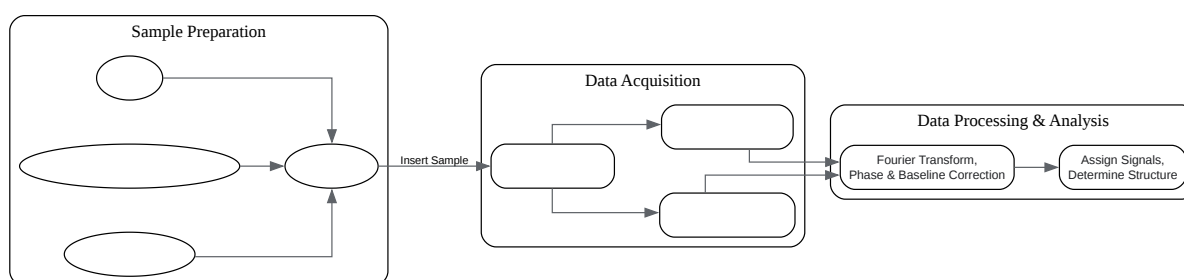 Sample Preparation
Data Acquisition
Data Processing & Analysis
Insert Sample
Fourier Transform,
Phase & Baseline Correction
Assign Signals,
Determine Structure